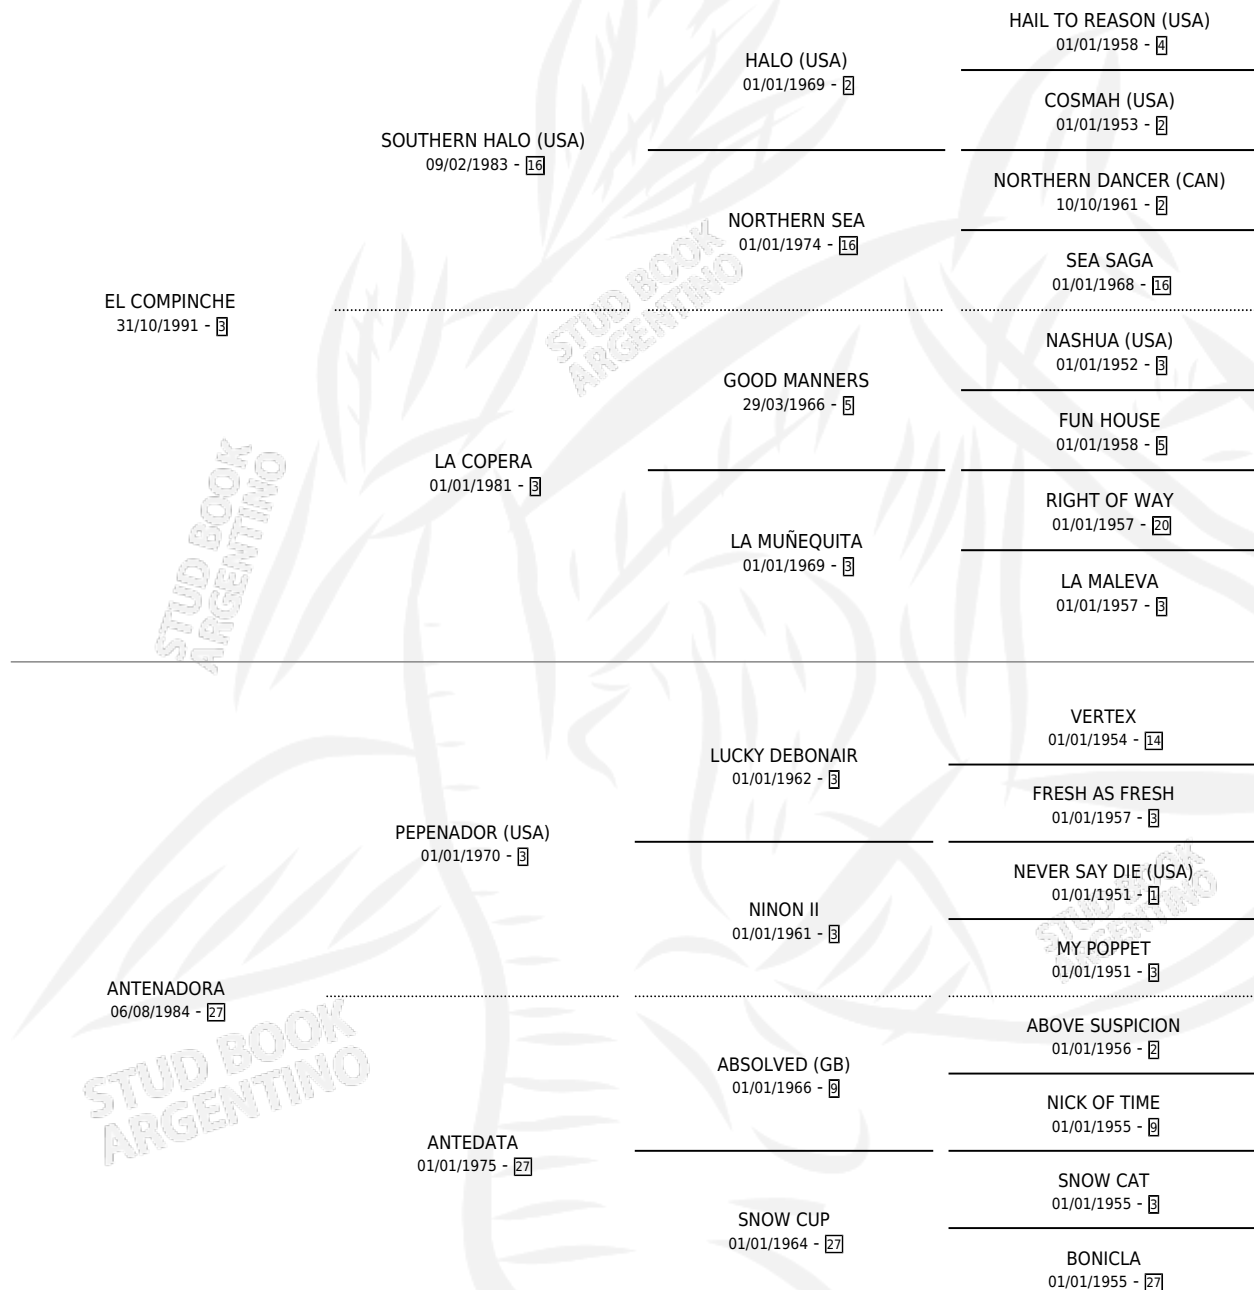 HAIL TO REASON (USA)
01/01/1958 - 4
HALO (USA)
01/01/1969 - 2
COSMAH (USA)
01/01/1953 - 2
SOUTHERN HALO (USA)
09/02/1983 - 16
NORTHERN DANCER (CAN)
10/10/1961 - 2
NORTHERN SEA
01/01/1974 - 16
SEA SAGA
01/01/1968 - 16
EL COMPINCHE
31/10/1991 - 3
NASHUA (USA)
01/01/1952 - 3
GOOD MANNERS
29/03/1966 - 5
FUN HOUSE
01/01/1958 - 5
LA COPERA
01/01/1981 - 3
RIGHT OF WAY
01/01/1957 - 20
LA MUÑEQUITA
01/01/1969 - 3
LA MALEVA
01/01/1957 - 3
VERTEX
01/01/1954 - 14
LUCKY DEBONAIR
01/01/1962 - 3
FRESH AS FRESH
01/01/1957 - 3
PEPENADOR (USA)
01/01/1970 - 3
NEVER SAY DIE (USA)
01/01/1951 - 1
NINON II
01/01/1961 - 3
MY POPPET
01/01/1951 - 3
ANTENADORA
06/08/1984 - 27
ABOVE SUSPICION
01/01/1956 - 2
ABSOLVED (GB)
01/01/1966 - 9
NICK OF TIME
01/01/1955 - 9
ANTEDATA
01/01/1975 - 27
SNOW CAT
01/01/1955 - 3
SNOW CUP
01/01/1964 - 27
BONICLA
01/01/1955 - 27
STUD BOOK
ARGENTINO
STUD BOOK
ARGENTINO
STUD BOOK
ARGENTINO
STUD BOOK
ARGENTINO